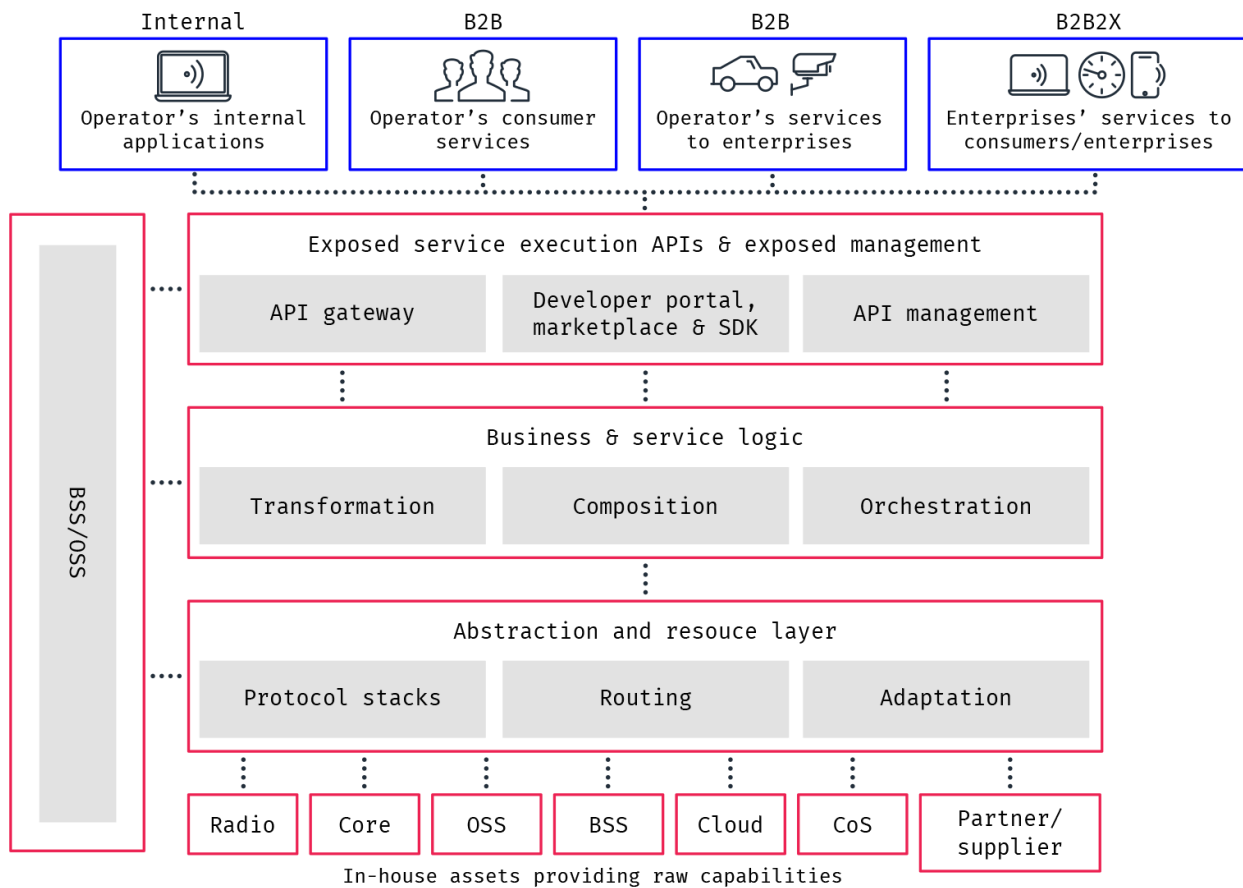 Internal
B2B
B2B
B2B2X
Operator’s internal
applications
Operator’s consumer
services
Operator’s services
to enterprises
Enterprises’ services to
consumers/enterprises
BSS/OSS
Exposed service execution APIs & exposed management
API gateway
Developer portal,
marketplace & SDK
API management
Business & service logic
Transformation
Composition
Orchestration
Abstraction and resouce layer
Protocol stacks
Routing
Adaptation
Radio
Core
OSS
BSS
Cloud
CoS
Partner/
supplier
In-house assets providing raw capabilities